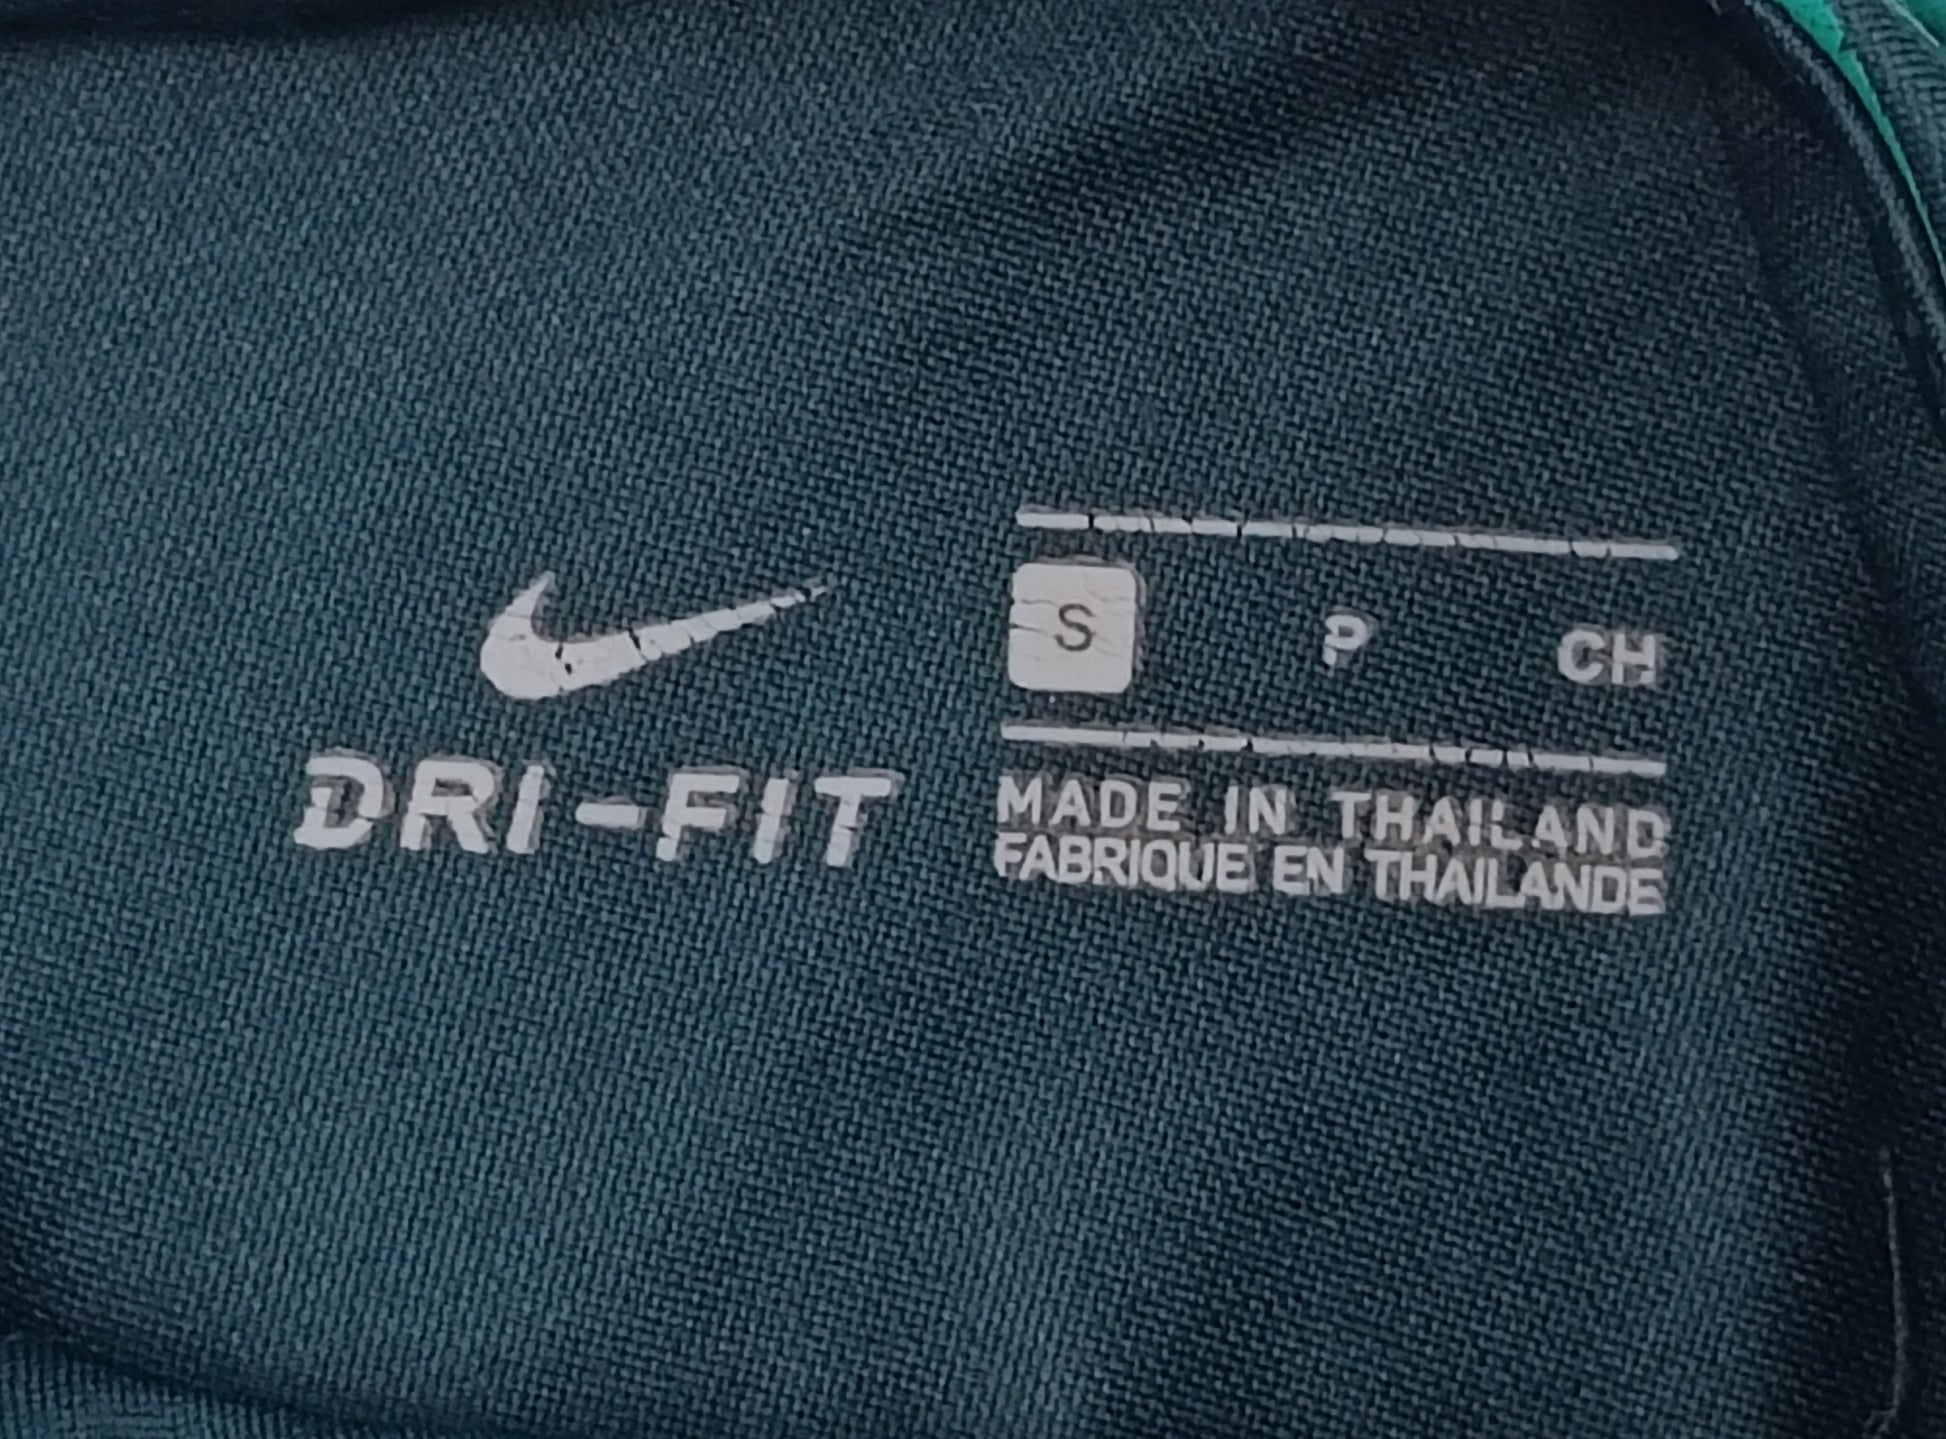 DRI-FIT
S P CH
MADE IN THAILAND
FABRIQUE EN THAILANDE